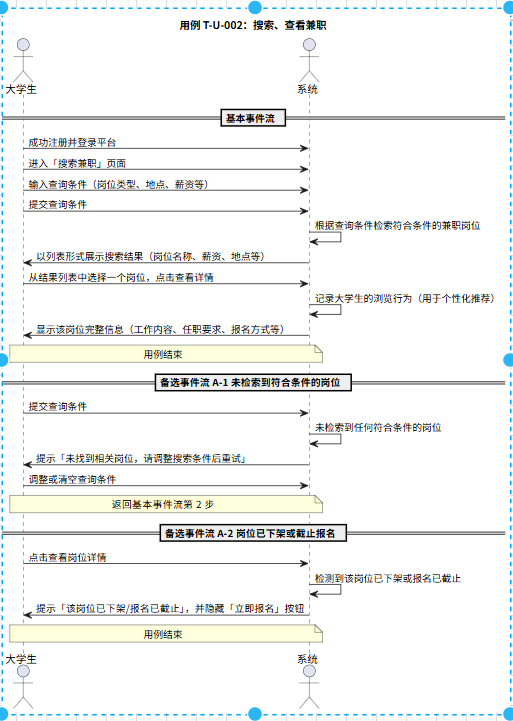 用例 T-U-002：搜索、查看兼职
大学生
系统
基本事件流
成功注册并登录平台
进入「搜索兼职」页面
输入查询条件（岗位类型、地点、薪资等）
提交查询条件
根据查询条件检索符合条件的兼职岗位
以列表形式展示搜索结果（岗位名称、薪资、地点等）
从结果列表中选择一个岗位，点击查看详情
记录大学生的浏览行为（用于个性化推荐）
显示该岗位完整信息（工作内容、任职要求、报名方式等）
用例结束
备选事件流 A-1 未检索到符合条件的岗位
提交查询条件
未检索到任何符合条件的岗位
提示「未找到相关岗位，请调整搜索条件后重试」
调整或清空查询条件
返回基本事件流第 2 步
备选事件流 A-2 岗位已下架或截止报名
点击查看岗位详情
检测到该岗位已下架或报名已截止
提示「该岗位已下架/报名已截止」，并隐藏「立即报名」按钮
用例结束
大学生
系统